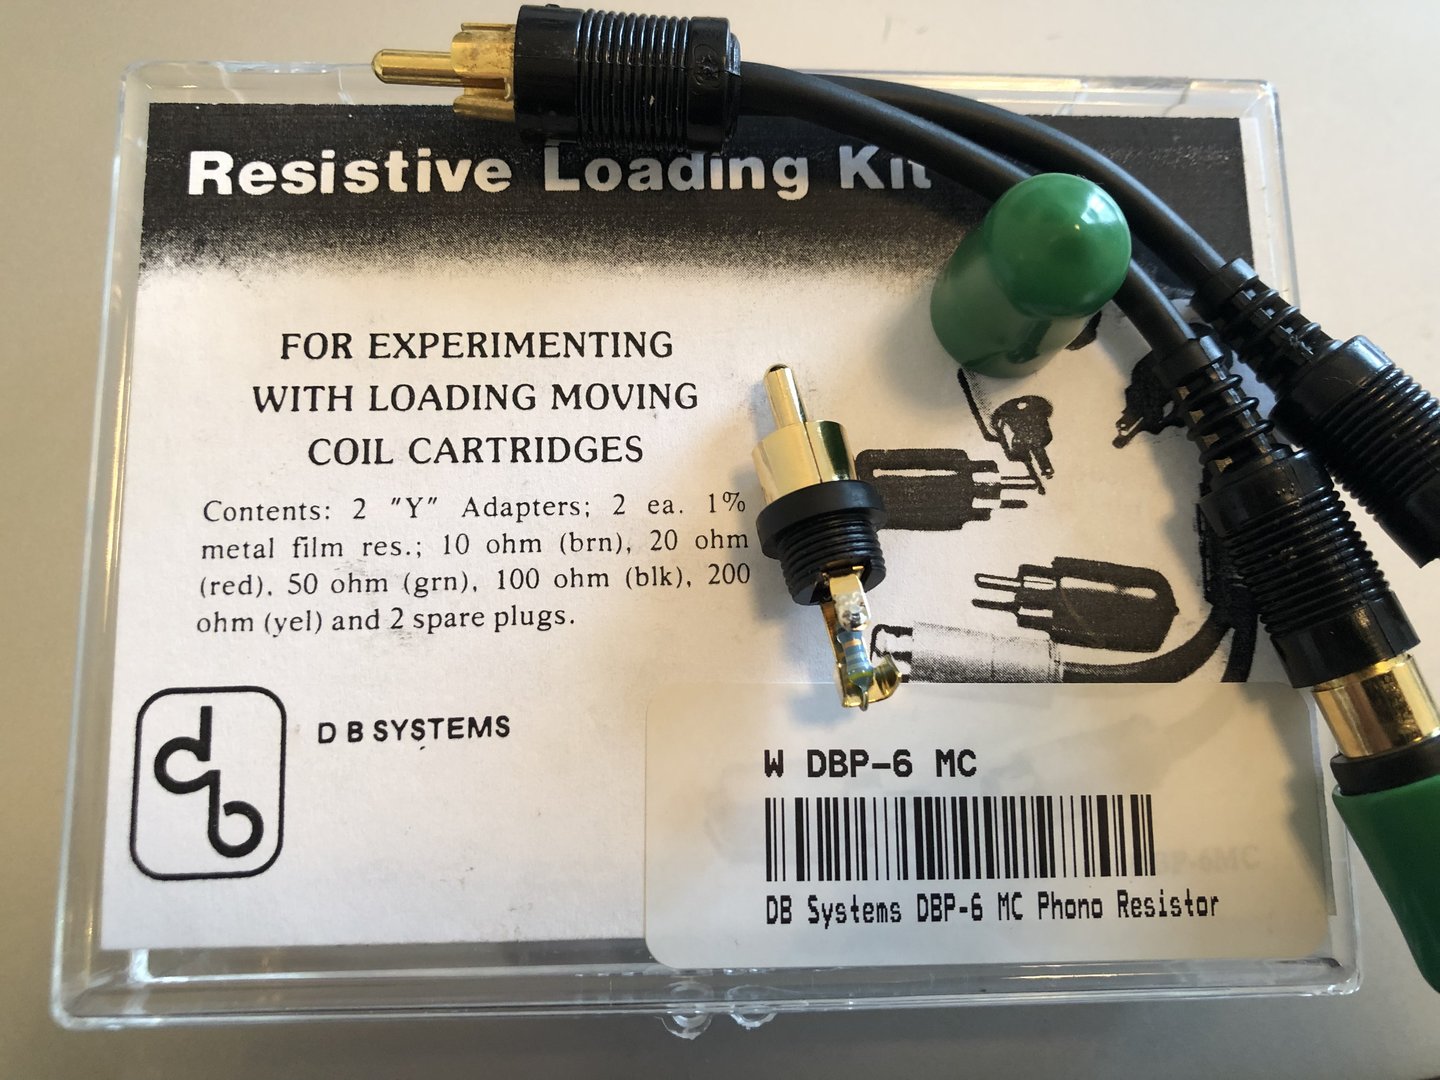 Resistive Loading Kit
FOR EXPERIMENTING
WITH LOADING MOVING
COIL CARTRIDGES
Contents: 2 "Y" Adapters; 2 ea. 1%
metal film res.; 10 ohm (brn), 20 ohm
(red), 50 ohm (grn), 100 ohm (blk), 200
ohm (yel) and 2 spare plugs.
db
D B SYSTEMS
W DBP-6 MC
DB Systems DBP-6 MC Phono Resistor